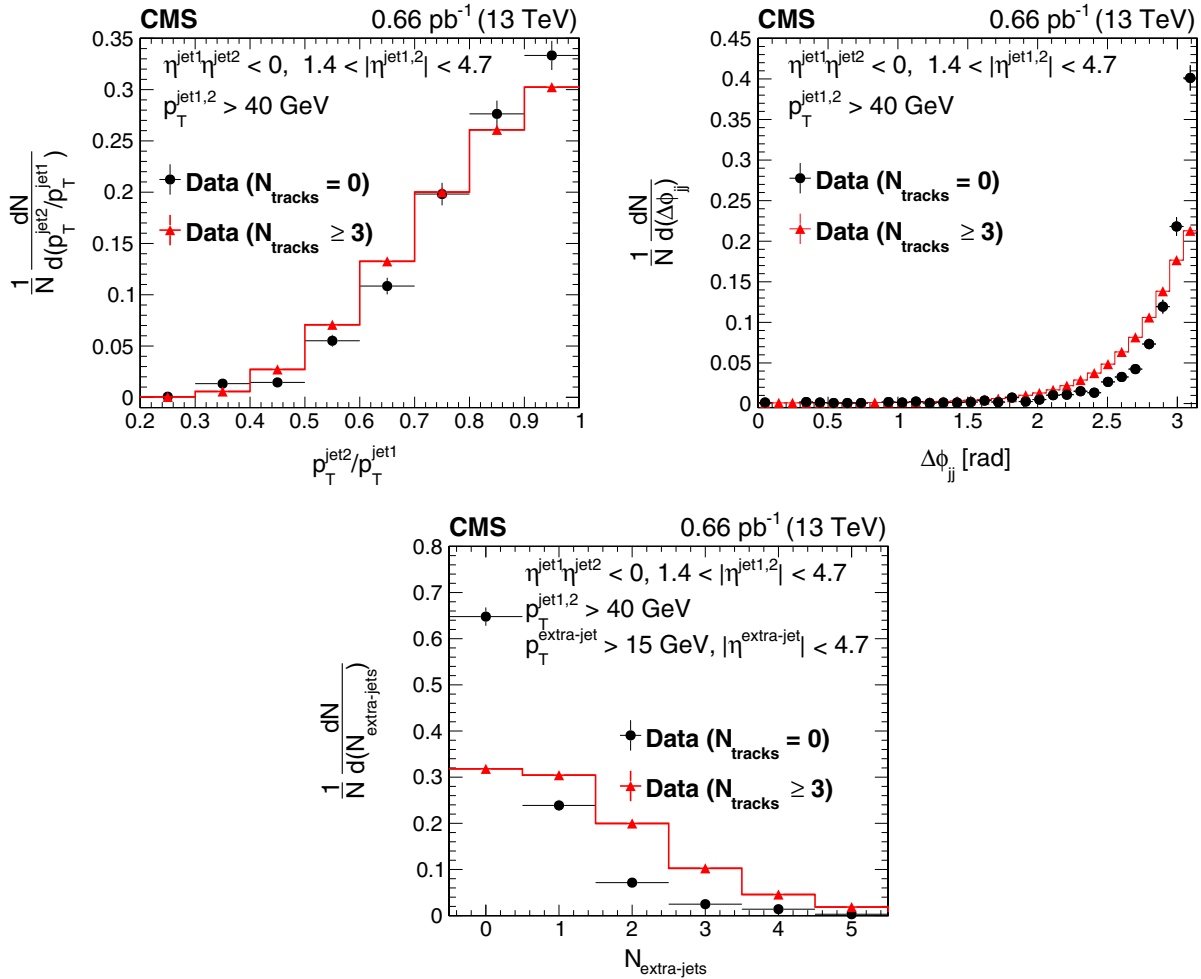 CMS 0.66 pb⁻¹ (13 TeV)
η^jet1 η^jet2 < 0, 1.4 < |η^jet1,2| < 4.7
p_T^jet1,2 > 40 GeV
Data (N_tracks = 0)
Data (N_tracks ≥ 3)
1/N dN/d(p_T^jet2/p_T^jet1)
0.35
0.3
0.25
0.2
0.15
0.1
0.05
0
0.2 0.3 0.4 0.5 0.6 0.7 0.8 0.9 1
p_T^jet2/p_T^jet1
CMS 0.66 pb⁻¹ (13 TeV)
η^jet1 η^jet2 < 0, 1.4 < |η^jet1,2| < 4.7
p_T^jet1,2 > 40 GeV
Data (N_tracks = 0)
Data (N_tracks ≥ 3)
1/N dN/d(Δϕ_jj)
0.45
0.4
0.35
0.3
0.25
0.2
0.15
0.1
0.05
0
0 0.5 1 1.5 2 2.5 3
Δϕ_jj [rad]
CMS 0.66 pb⁻¹ (13 TeV)
η^jet1 η^jet2 < 0, 1.4 < |η^jet1,2| < 4.7
p_T^jet1,2 > 40 GeV
p_T^extra-jet > 15 GeV, |η^extra-jet| < 4.7
Data (N_tracks = 0)
Data (N_tracks ≥ 3)
1/N dN/d(N_extra-jets)
0.8
0.7
0.6
0.5
0.4
0.3
0.2
0.1
0
0 1 2 3 4 5
N_extra-jets